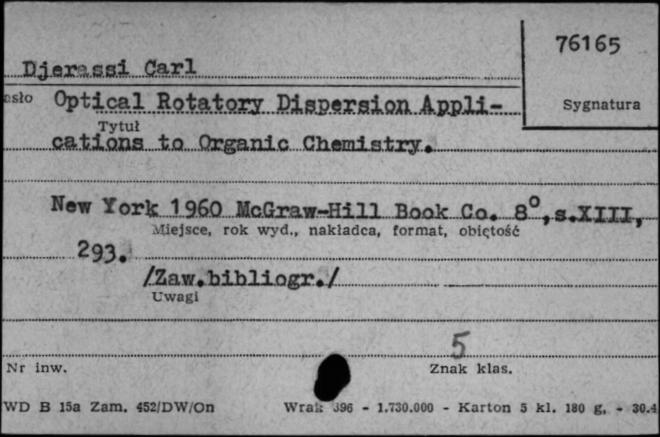 76165
Djerassi Carl
asło Optical Rotatory Dispersion Appli-
Sygnatura
Tytuł
cations to Organic Chemistry.
New York 1960 McGraw-Hill Book Co. 8°, s.XIII,
Miejsce, rok wyd., nakładca, format, objętość
293.
/Zaw.bibliogr./
Uwagi
5
Nr inw. Znak klas.
WD B 15a Zam. 452/DW/On Wrak 396 - 1.730.000 - Karton 5 kl. 180 g. - 30.4